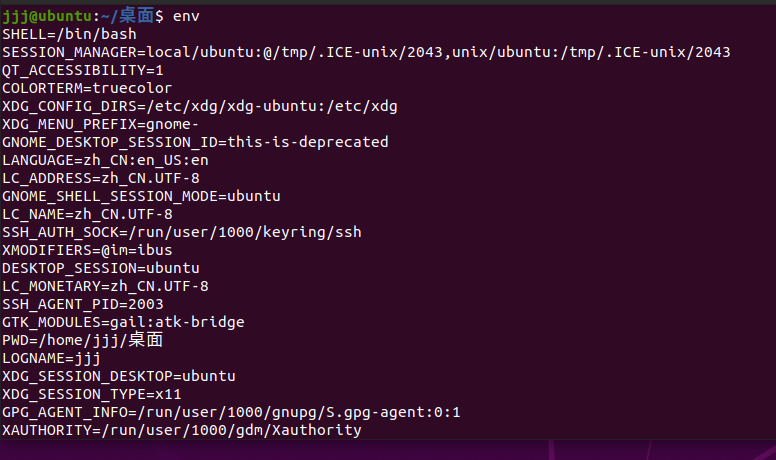 jjj@ubuntu:~/桌面$ env
SHELL=/bin/bash
SESSION_MANAGER=local/ubuntu:@/tmp/.ICE-unix/2043,unix/ubuntu:/tmp/.ICE-unix/2043
QT_ACCESSIBILITY=1
COLORTERM=truecolor
XDG_CONFIG_DIRS=/etc/xdg/xdg-ubuntu:/etc/xdg
XDG_MENU_PREFIX=gnome-
GNOME_DESKTOP_SESSION_ID=this-is-deprecated
LANGUAGE=zh_CN:en_US:en
LC_ADDRESS=zh_CN.UTF-8
GNOME_SHELL_SESSION_MODE=ubuntu
LC_NAME=zh_CN.UTF-8
SSH_AUTH_SOCK=/run/user/1000/keyring/ssh
XMODIFIERS=@im=ibus
DESKTOP_SESSION=ubuntu
LC_MONETARY=zh_CN.UTF-8
SSH_AGENT_PID=2003
GTK_MODULES=gail:atk-bridge
PWD=/home/jjj/桌面
LOGNAME=jjj
XDG_SESSION_DESKTOP=ubuntu
XDG_SESSION_TYPE=x11
GPG_AGENT_INFO=/run/user/1000/gnupg/S.gpg-agent:0:1
XAUTHORITY=/run/user/1000/gdm/Xauthority